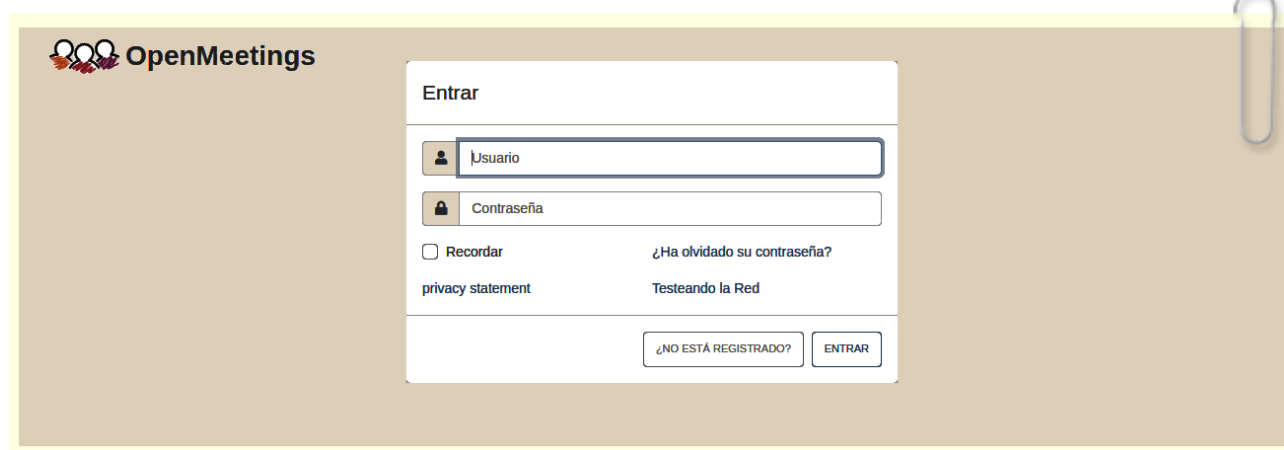 OpenMeetings
Entrar
Usuario
Contraseña
Recordar
¿Ha olvidado su contraseña?
privacy statement
Testeando la Red
¿NO ESTÁ REGISTRADO?
ENTRAR